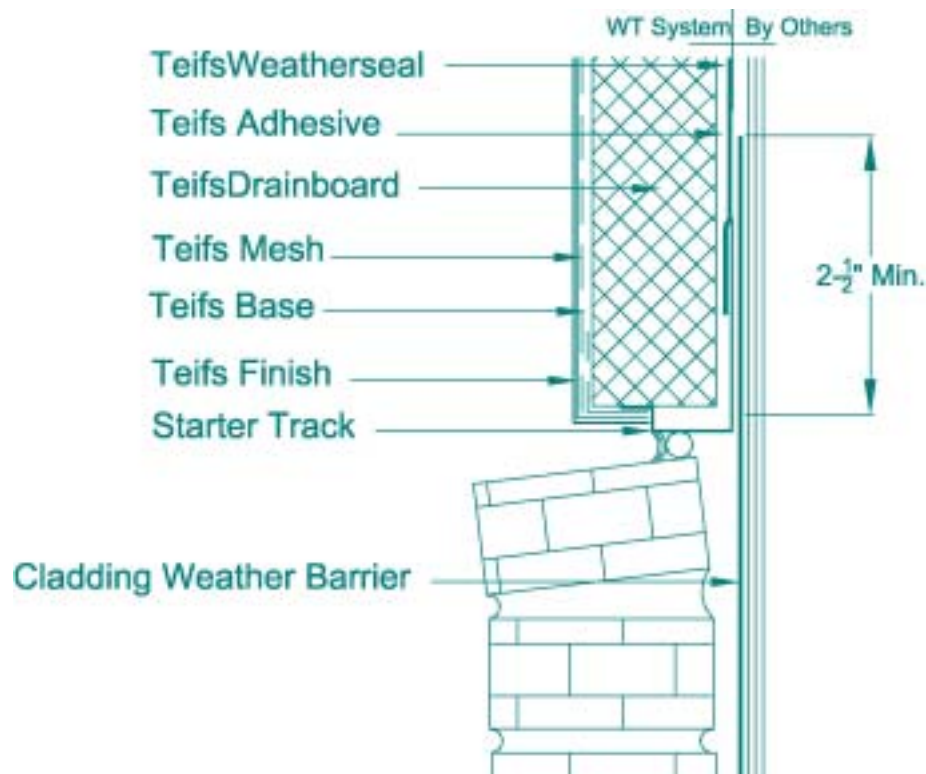 WT System By Others
TeifsWeatherseal
Teifs Adhesive
TeifsDrainboard
Teifs Mesh
2-1/2" Min.
Teifs Base
Teifs Finish
Starter Track
Cladding Weather Barrier